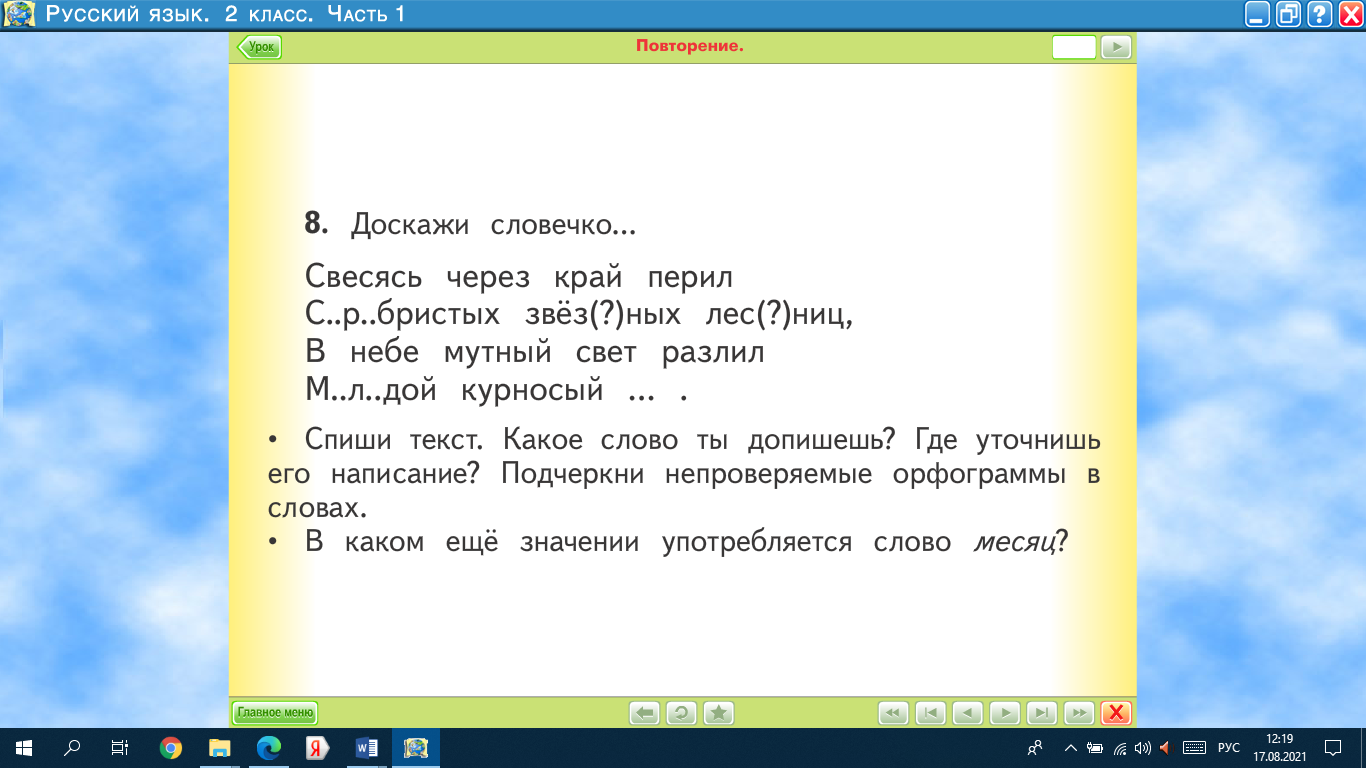 Русский язык. 2 класс. Часть 1
Урок
Повторение.
8. Доскажи словечко...
Свесясь через край перил
С..р..бристых звёз(?)ных лес(?)ниц,
В небе мутный свет разлил
М..л..дой курносый ... .
• Спиши текст. Какое слово ты допишешь? Где уточнишь
его написание? Подчеркни непроверяемые орфограммы в
словах.
• В каком ещё значении употребляется слово месяц?
Главное меню
РУС
12:19
17.08.2021